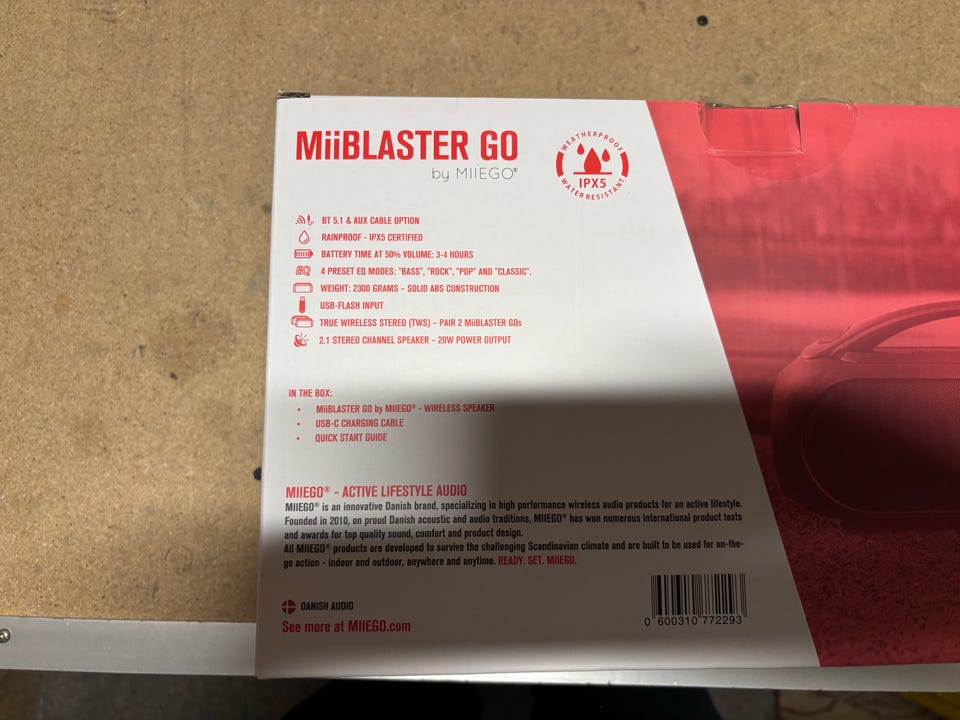 MiiBLASTER GO
by MIIEGO®
WEATHERPROOF
IPX5
WATER RESISTANT
BT 5.1 & AUX CABLE OPTION
RAINPROOF - IPX5 CERTIFIED
BATTERY TIME AT 50% VOLUME: 3-4 HOURS
EQ 4 PRESET EQ MODES: "BASS", "ROCK", "POP" AND "CLASSIC".
WEIGHT: 2300 GRAMS – SOLID ABS CONSTRUCTION
USB-FLASH INPUT
TRUE WIRELESS STEREO (TWS) – PAIR 2 MiiBLASTER GOs
2.1 STEREO CHANNEL SPEAKER - 20W POWER OUTPUT
IN THE BOX:
• MiiBLASTER GO by MIIEGO® - WIRELESS SPEAKER
• USB-C CHARGING CABLE
• QUICK START GUIDE
MIIEGO® - ACTIVE LIFESTYLE AUDIO
MIIEGO® is an innovative Danish brand, specializing in high performance wireless audio products for an active lifestyle.
Founded in 2010, on proud Danish acoustic and audio traditions, MIIEGO® has won numerous international product tests
and awards for top quality sound, comfort and product design.
All MIIEGO® products are developed to survive the challenging Scandinavian climate and are built to be used for on-the-
go action - indoor and outdoor, anywhere and anytime. READY. SET. MIIEGO.
DANISH AUDIO
See more at MIIEGO.com
0 600310 772293